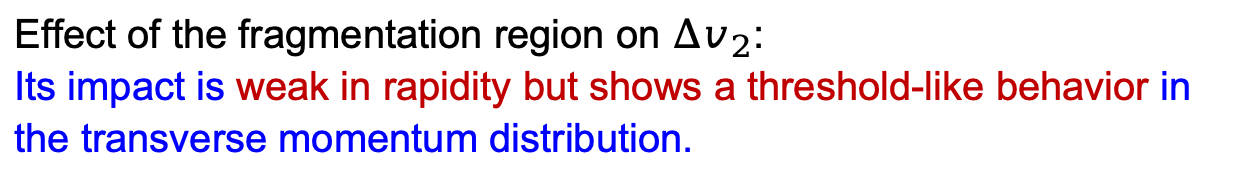 Effect of the fragmentation region on Δ𝑣₂:
Its impact is weak in rapidity but shows a threshold-like behavior in
the transverse momentum distribution.